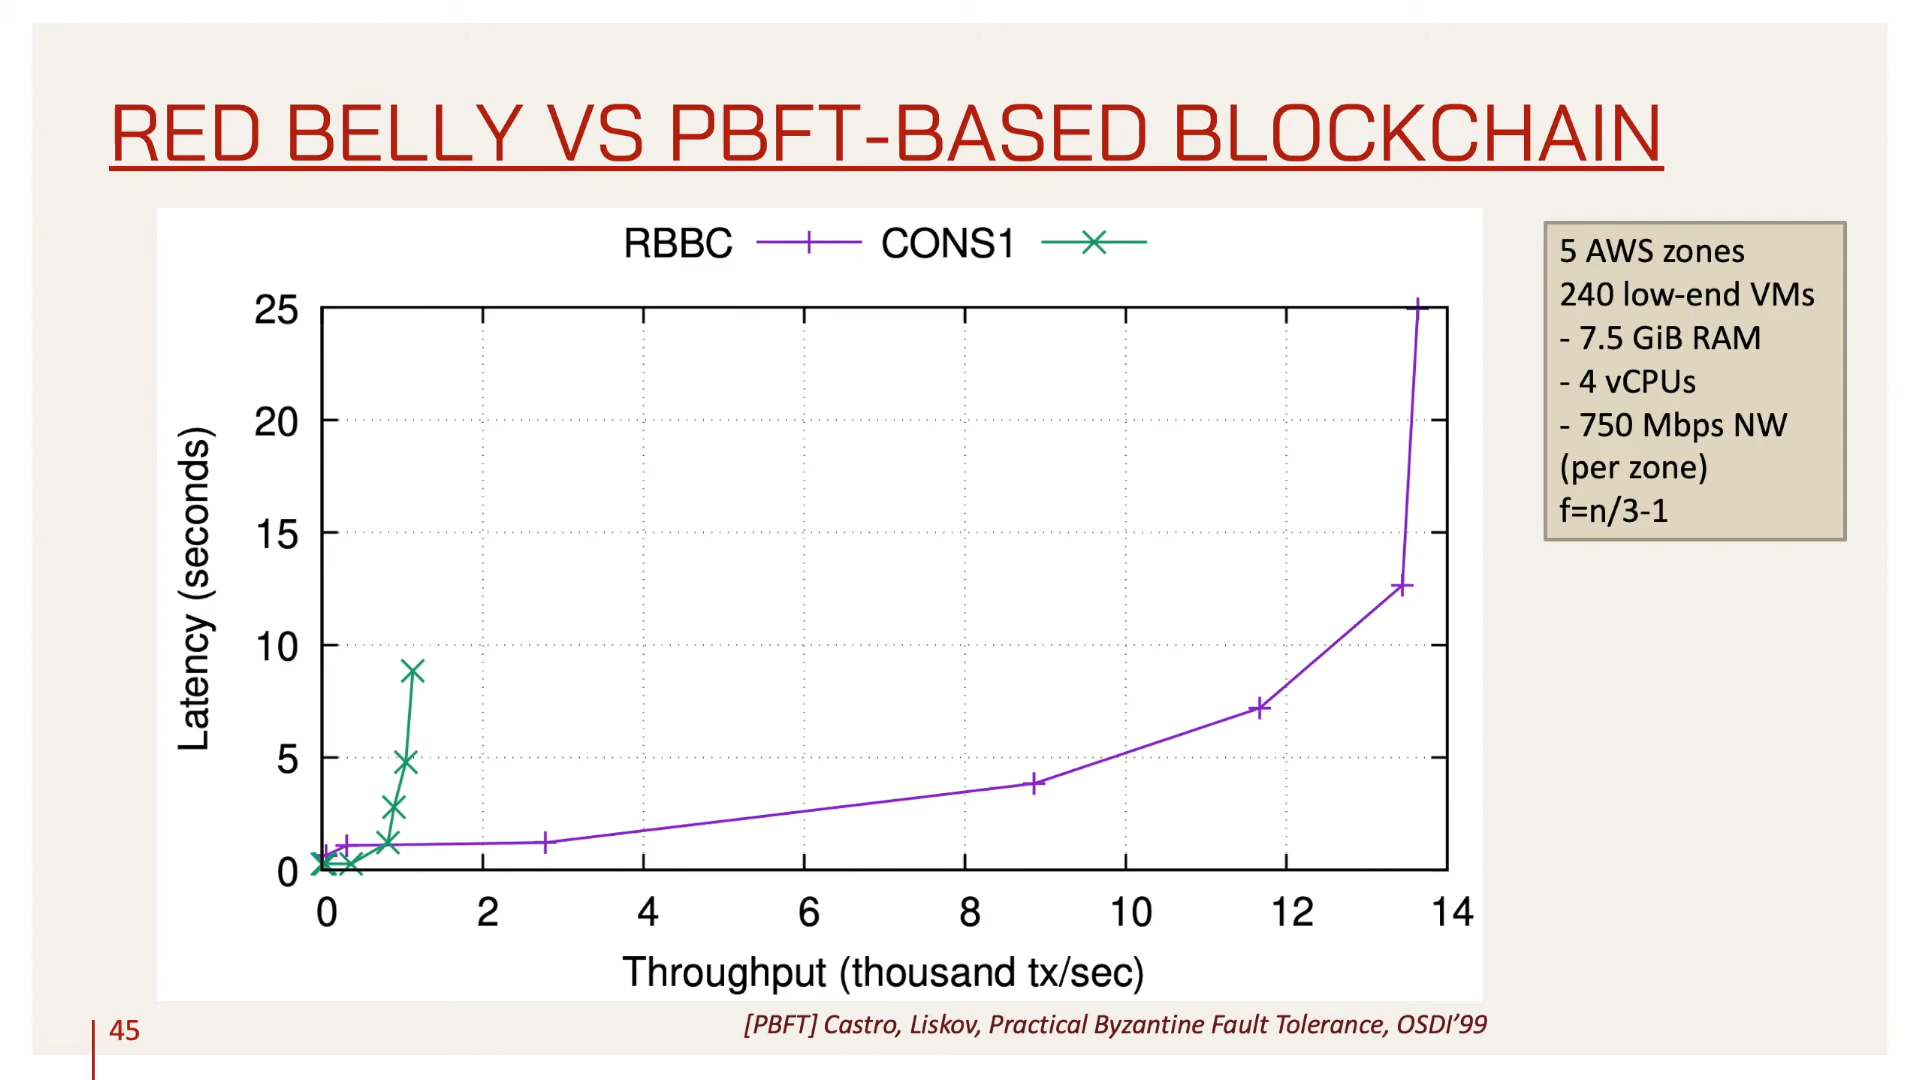 RED BELLY VS PBFT-BASED BLOCKCHAIN
RBBC CONS1
25
20
15
10
5
0
Latency (seconds)
0 2 4 6 8 10 12 14
Throughput (thousand tx/sec)
5 AWS zones
240 low-end VMs
- 7.5 GiB RAM
- 4 vCPUs
- 750 Mbps NW
(per zone)
f=n/3-1
45
[PBFT] Castro, Liskov, Practical Byzantine Fault Tolerance, OSDI’99